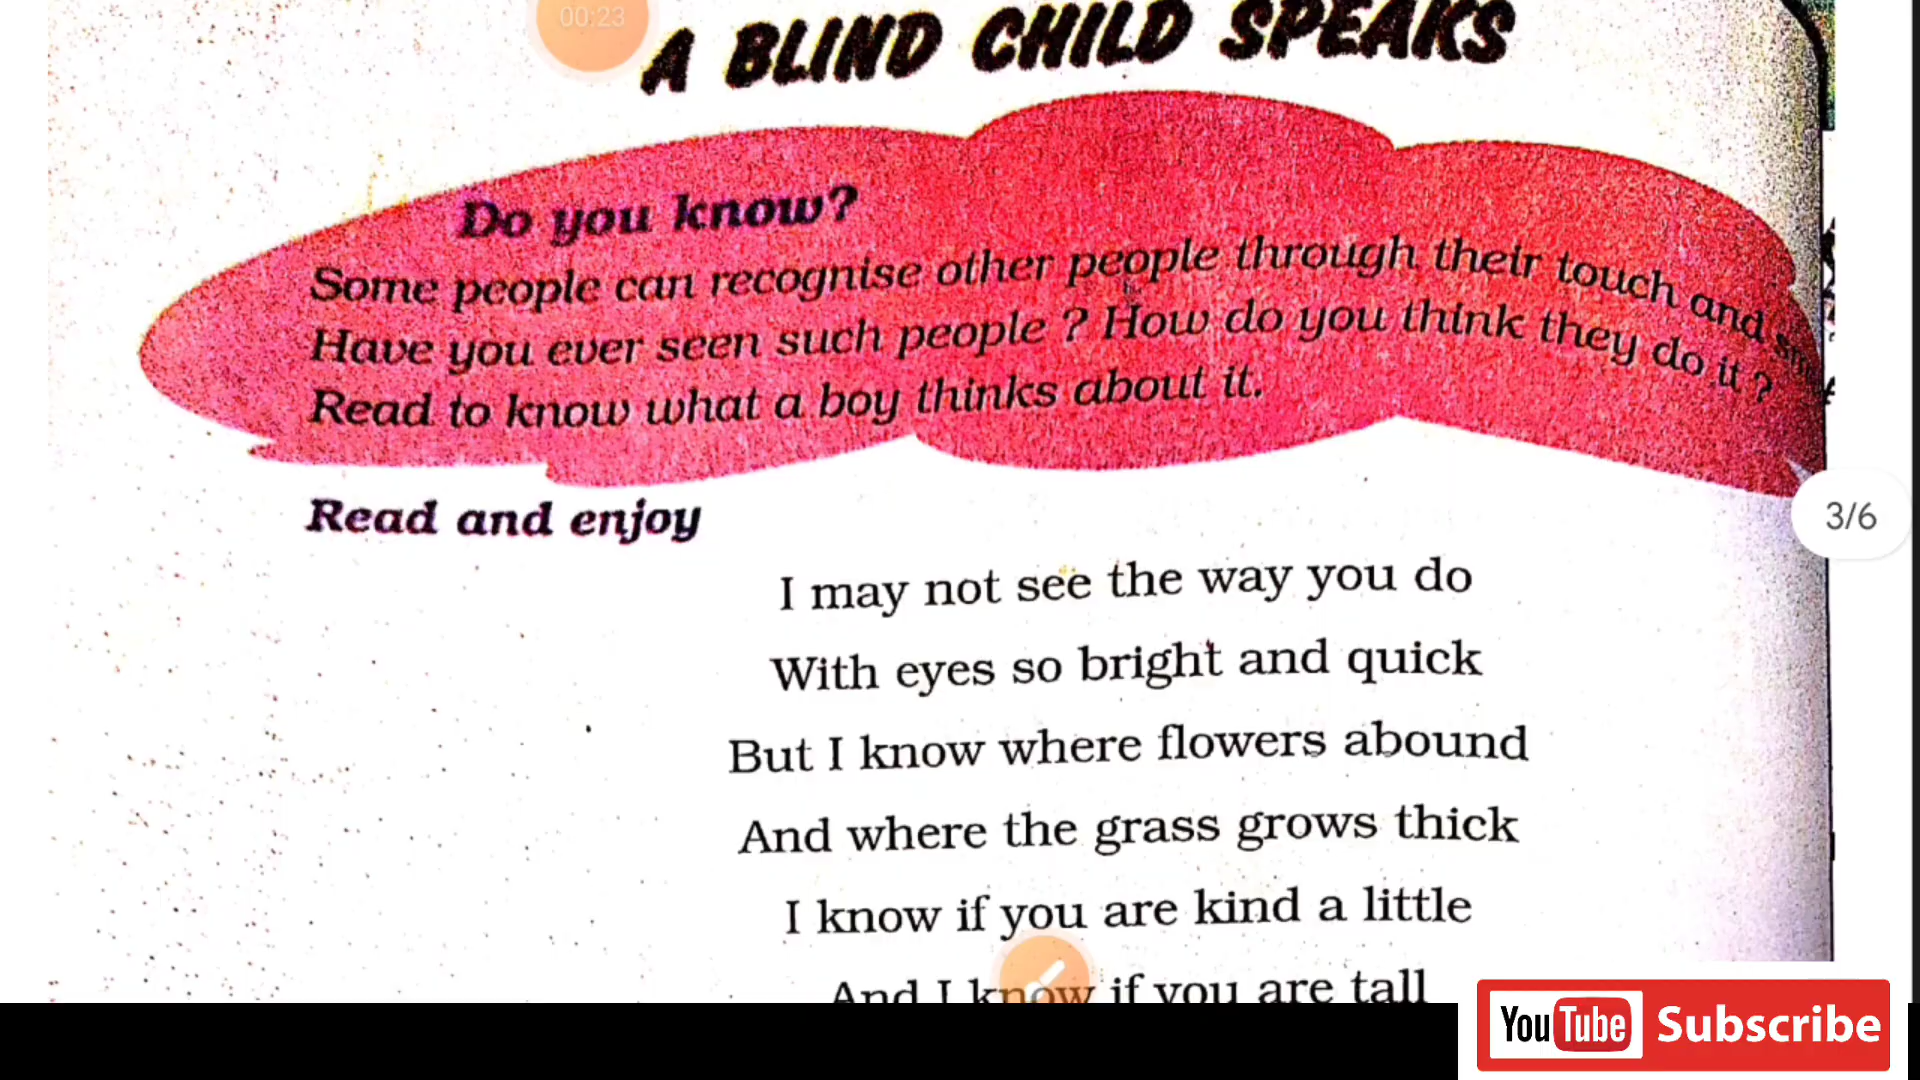 00:23
A BLIND CHILD SPEAKS
Do you know?
Some people can recognise other people through their touch and
Have you ever seen such people ? How do you think they do it ?
Read to know what a boy thinks about it.
Read and enjoy
3/6
I may not see the way you do
With eyes so bright and quick
But I know where flowers abound
And where the grass grows thick
I know if you are kind a little
And I know if you are tall
YouTube Subscribe